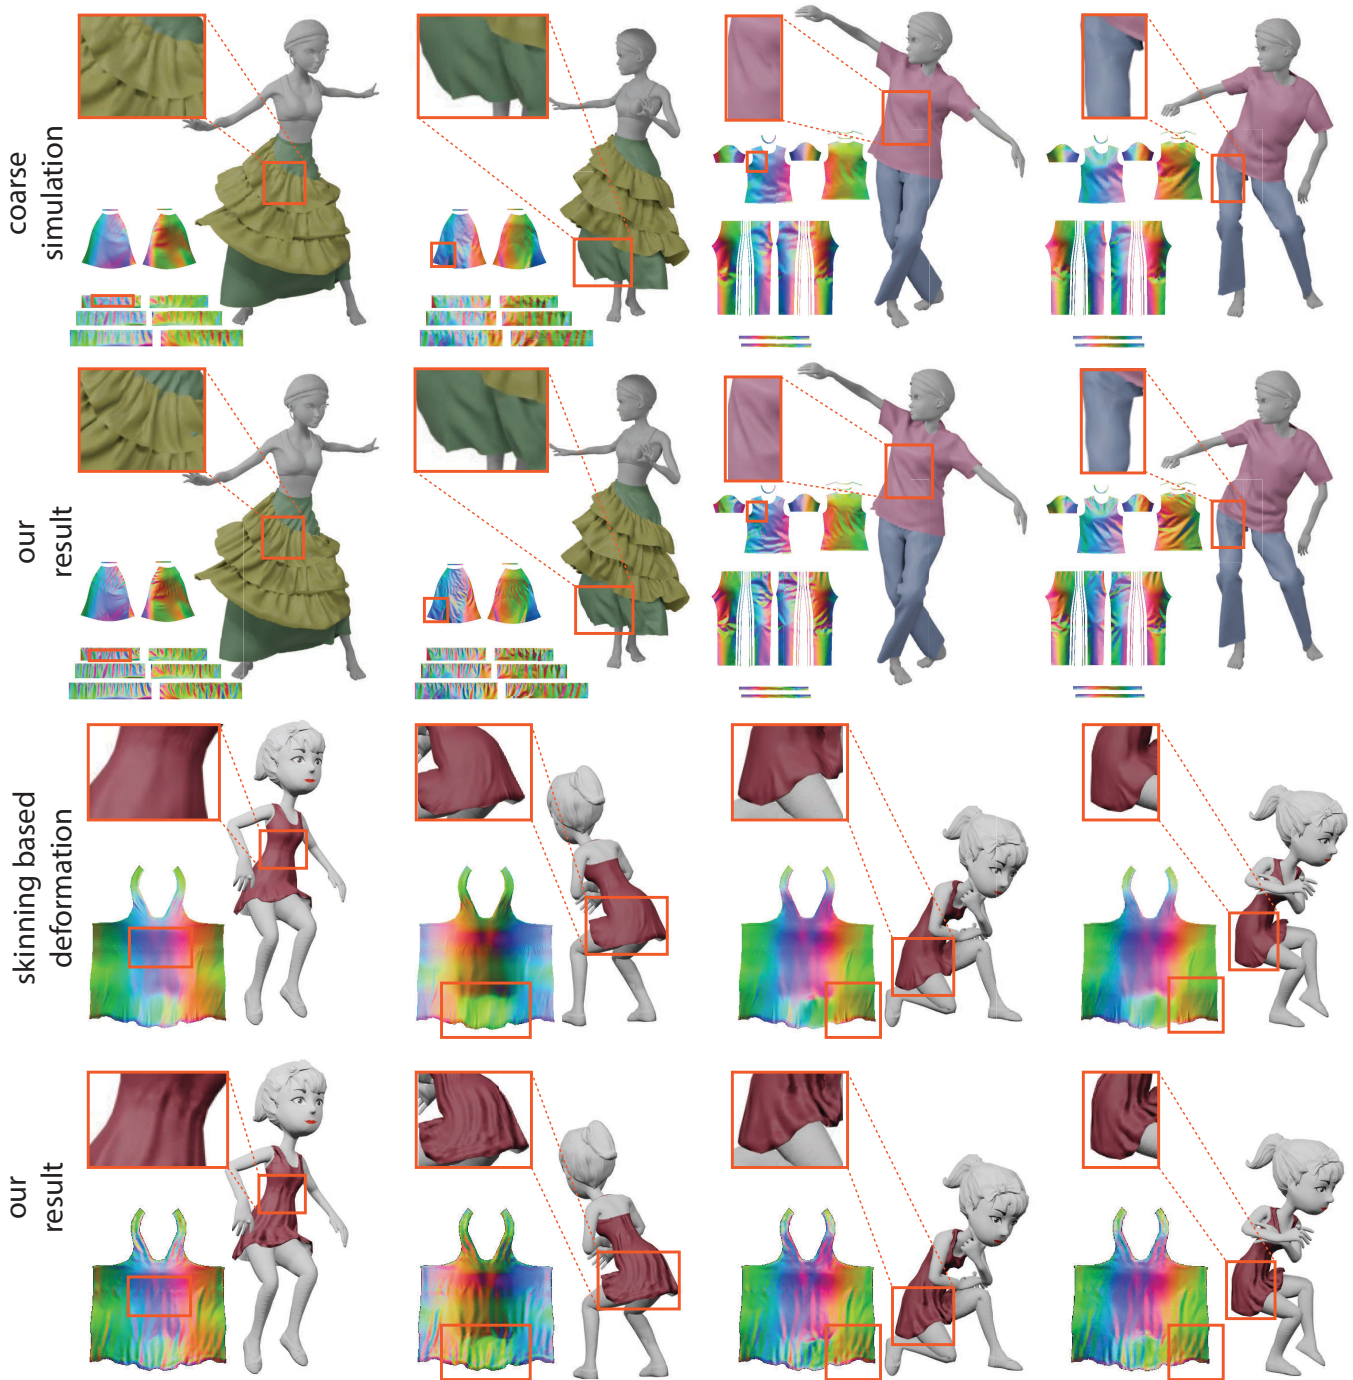 coarse
simulation
our
result
skinning based
deformation
our
result